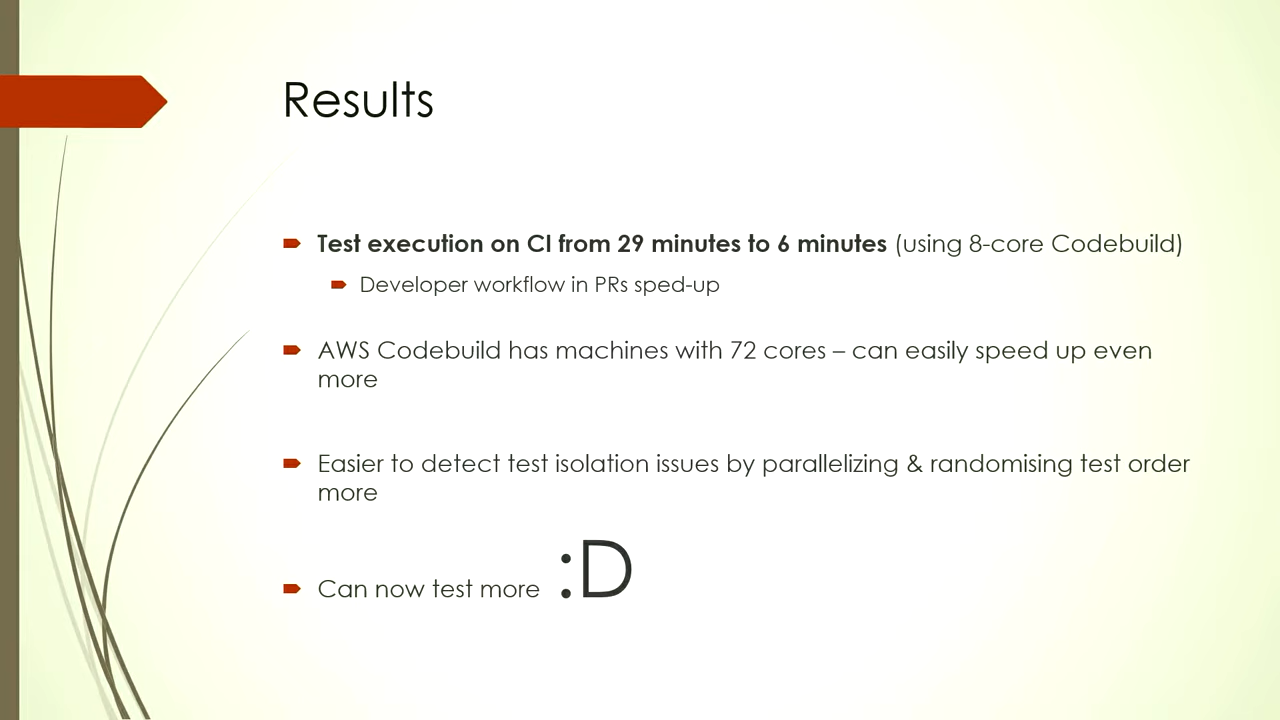 Results
Test execution on CI from 29 minutes to 6 minutes (using 8-core Codebuild)
Developer workflow in PRs sped-up
AWS Codebuild has machines with 72 cores – can easily speed up even
more
Easier to detect test isolation issues by parallelizing & randomising test order
more
Can now test more :D